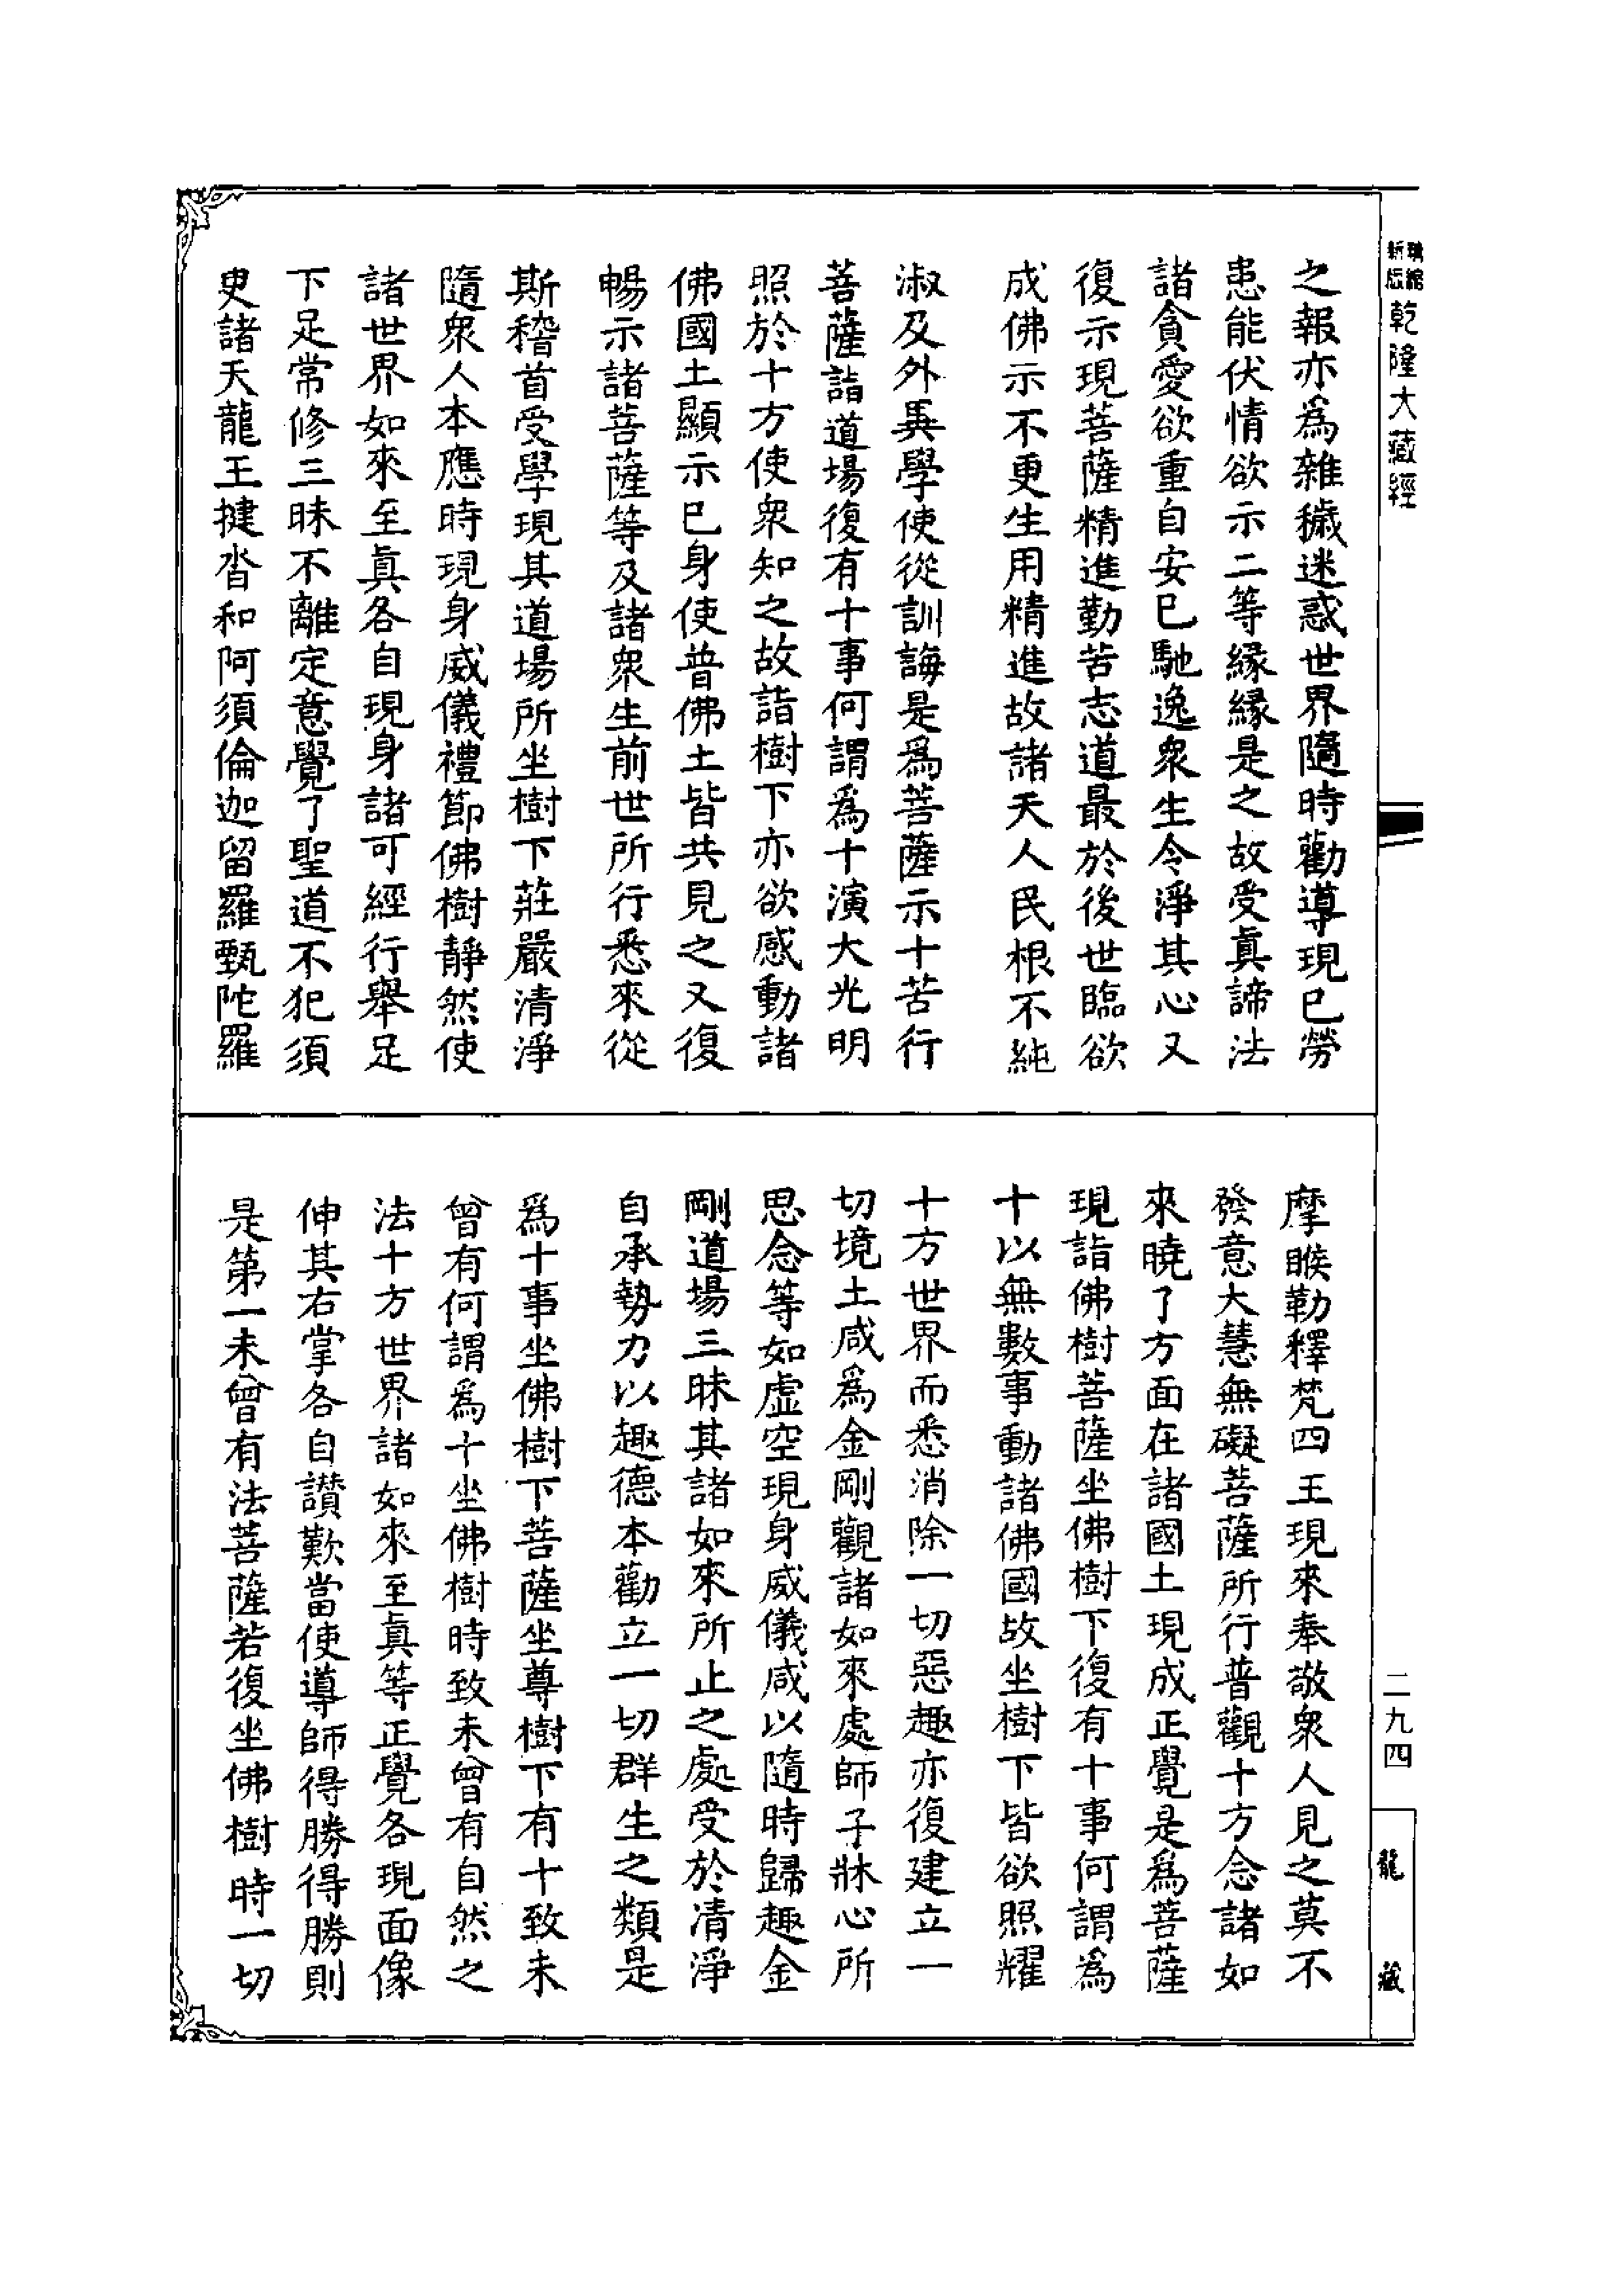 精縮新版 乾隆大藏經
之報亦爲雜穢迷惑世界隨時勸導現已勞
患能伏情欲示二等緣緣是之故受眞諦法
諸貪愛欲重自安已馳逸衆生令淨其心又
復示現菩薩精進勤苦志道最於後世臨欲
成佛示不更生用精進故諸天人民根不純
淑及外異學使從訓誨是爲菩薩示十苦行
菩薩詣道場復有十事何謂爲十演大光明
照於十方使衆知之故詣樹下亦欲感動諸
佛國土顯示已身使普佛土皆共見之又復
暢示諸菩薩等及諸衆生前世所行悉來從
斯稽首受學現其道場所坐樹下莊嚴清淨
隨衆人本應時現身威儀禮節佛樹靜然使
諸世界如來至眞各自現身諸可經行舉足
下足常修三昧不離定意覺了聖道不犯須
臾諸天龍王揵沓和阿須倫迦留羅甄陀羅
摩睺勒釋梵四王現來奉敬衆人見之莫不
發意大慧無礙菩薩所行普觀十方念諸如
來曉了方面在諸國土現成正覺是爲菩薩
現詣佛樹菩薩坐佛樹下復有十事何謂爲
十以無數事動諸佛國故坐樹下皆欲照耀
十方世界而悉消除一切惡趣亦復建立一
切境土咸爲金剛觀諸如來處師子牀心所
思念等如虛空現身威儀咸以隨時歸趣金
剛道場三昧其諸如來所止之處受於清淨
自承勢力以趣德本勸立一切群生之類是
爲十事坐佛樹下菩薩坐尊樹下有十致未
曾有何謂爲十坐佛樹時致未曾有自然之
法十方世界諸如來至眞等正覺各現面像
伸其右掌各自讚歎當使導師得勝得勝則
是第一未曾有法菩薩若復坐佛樹時一切
二九四
龍藏